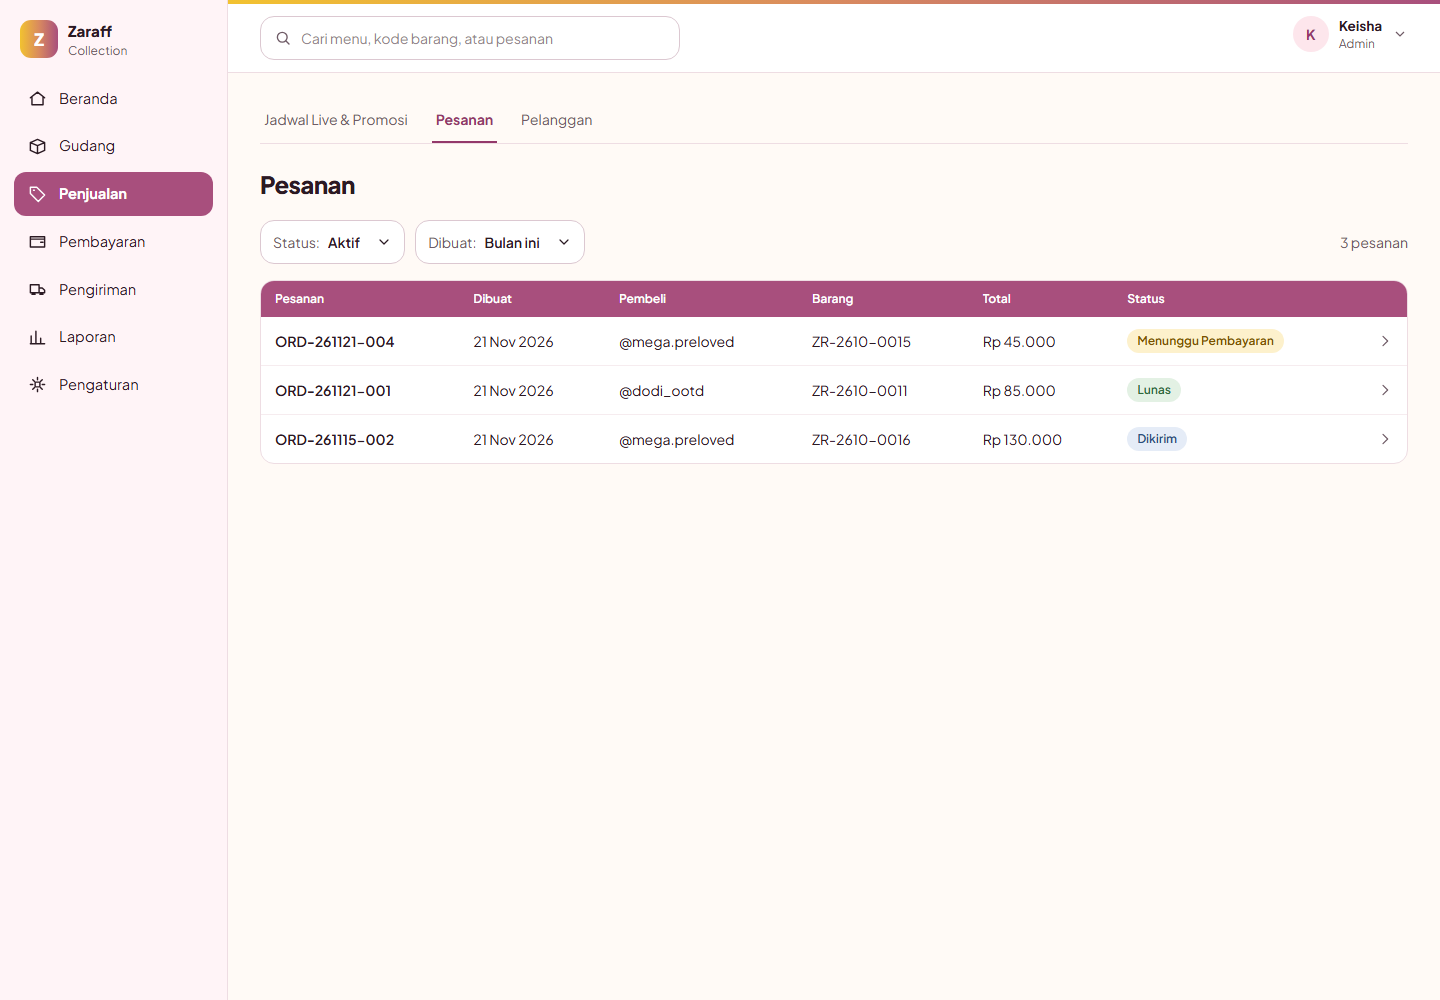 Z
Zaraff
Collection
Beranda
Gudang
Penjualan
Pembayaran
Pengiriman
Laporan
Pengaturan
Cari menu, kode barang, atau pesanan
K
Keisha
Admin
Jadwal Live & Promosi Pesanan Pelanggan
Pesanan
Status: Aktif Dibuat: Bulan ini 3 pesanan
Pesanan Dibuat Pembeli Barang Total Status
ORD-261121-004 21 Nov 2026 @mega.preloved ZR-2610-0015 Rp 45.000 Menunggu Pembayaran
ORD-261121-001 21 Nov 2026 @dodi_ootd ZR-2610-0011 Rp 85.000 Lunas
ORD-261115-002 21 Nov 2026 @mega.preloved ZR-2610-0016 Rp 130.000 Dikirim